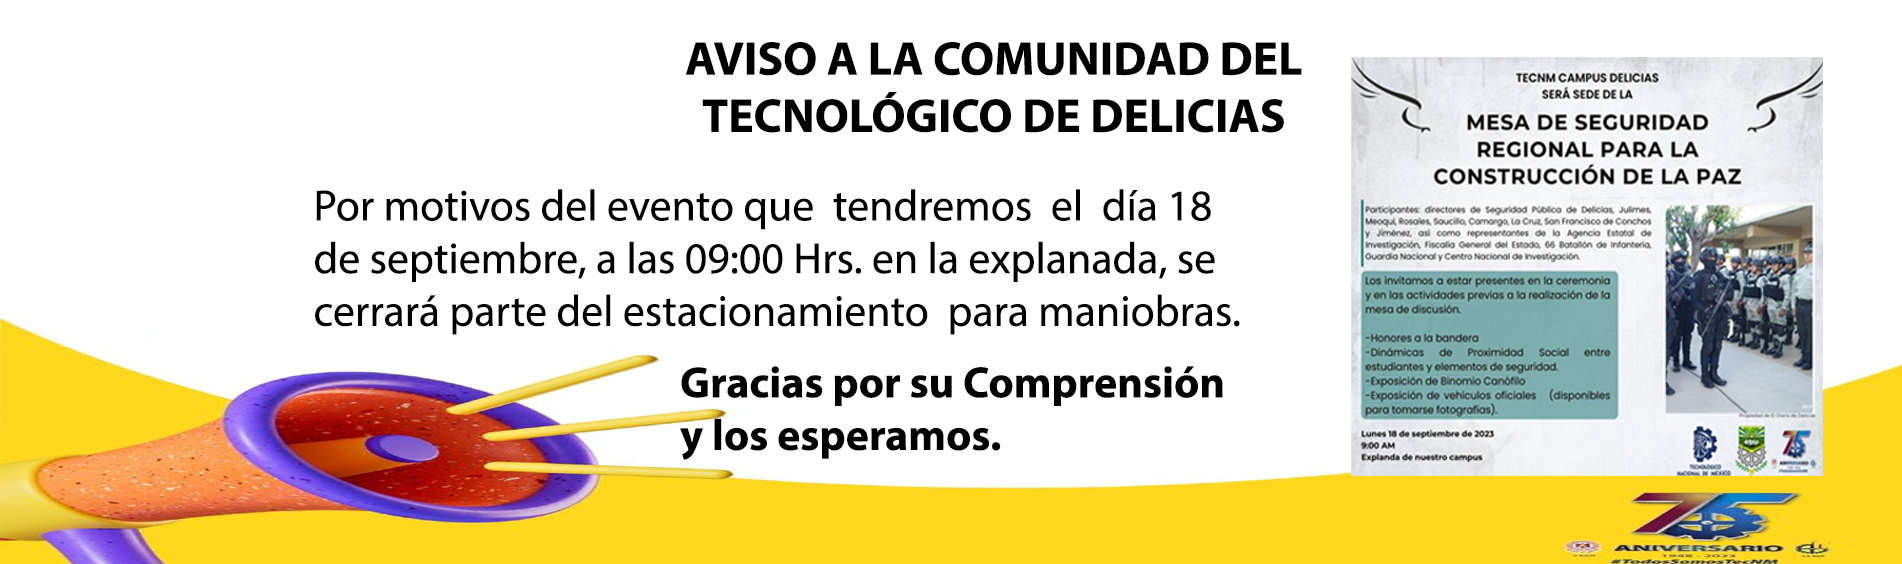 AVISO A LA COMUNIDAD DEL
TECNOLÓGICO DE DELICIAS
Por motivos del evento que tendremos el día 18
de septiembre, a las 09:00 Hrs. en la explanada, se
cerrará parte del estacionamiento para maniobras.
Gracias por su Comprensión
y los esperamos.
TECNM CAMPUS DELICIAS
SERÁ SEDE DE LA
MESA DE SEGURIDAD
REGIONAL PARA LA
CONSTRUCCIÓN DE LA PAZ
Participantes: directores de Seguridad Pública de Delicias, Julimes,
Meoqui, Rosales, Saucillo, Camargo, La Cruz, San Francisco de Conchos
y Jiménez, así como representantes de la Agencia Estatal de
Investigación, Fiscalía General del Estado, 66 Batallón de Infantería,
Guardia Nacional y Centro Nacional de Investigación.
Los invitamos a estar presentes en la ceremonia
y en las actividades previas a la realización de la
mesa de discusión.
-Honores a la bandera
-Dinámicas de Proximidad Social entre
estudiantes y elementos de seguridad.
-Exposición de Binomio Canófilo
-Exposición de vehículos oficiales (disponibles
para tomarse fotografías).
Propiedad de El Diario de Delicias
Lunes 18 de septiembre de 2023
9:00 AM
Explanda de nuestro campus
TECNOLÓGICO
NACIONAL DE MÉXICO
75
ANIVERSARIO
75
ANIVERSARIO
1948 - 2023
#TodosSomosTecNM